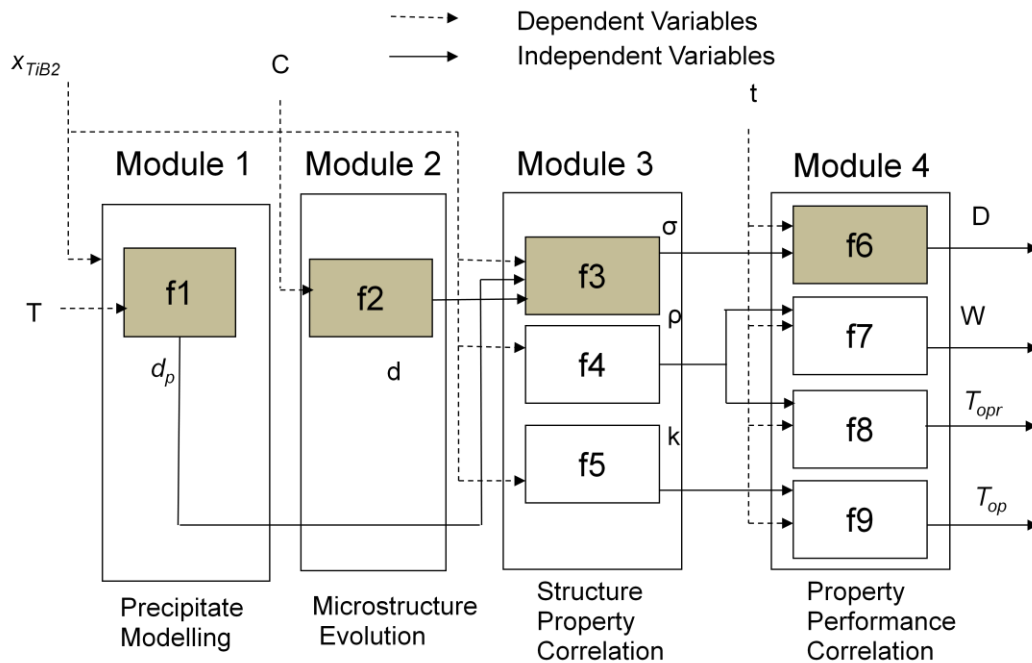 Dependent Variables
Independent Variables
x_TiB2
C
t
Module 1
Module 2
Module 3
Module 4
T
f1
d_p
f2
d
f3
σ
f4
ρ
f5
k
f6
D
f7
W
f8
T_opr
f9
T_op
Precipitate
Modelling
Microstructure
Evolution
Structure
Property
Correlation
Property
Performance
Correlation